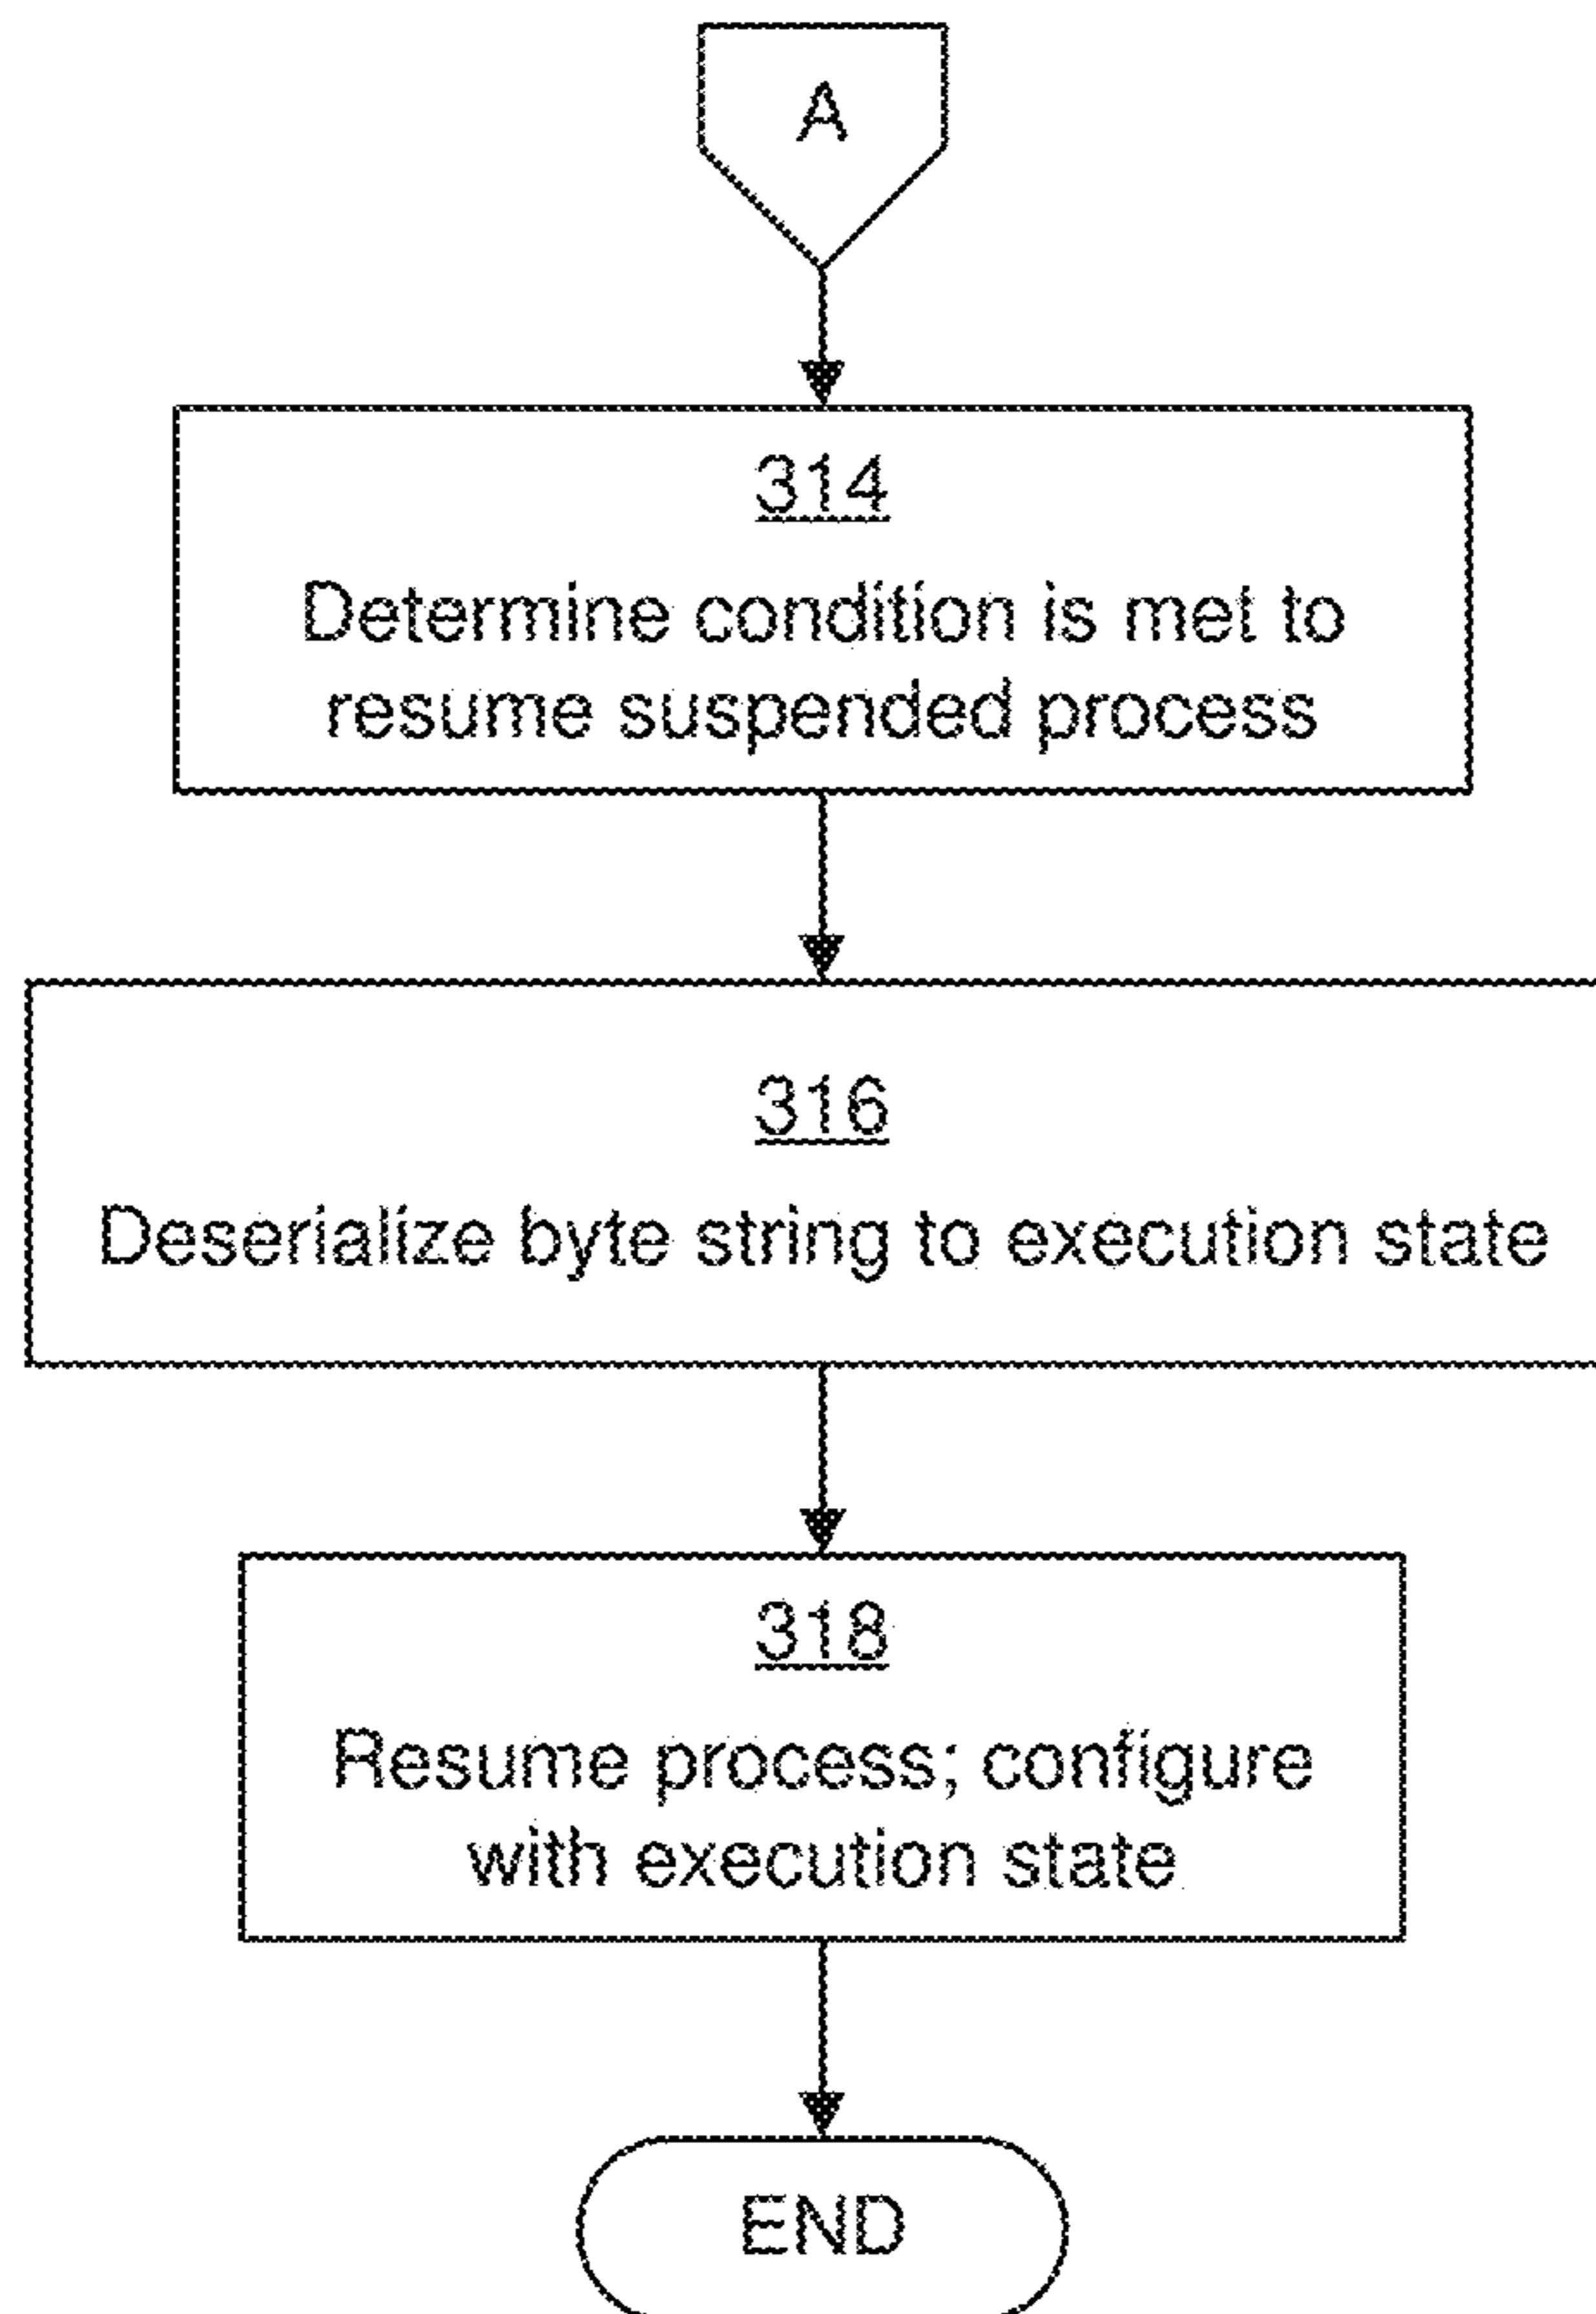 A
314
Determine condition is met to
resume suspended process
316
Deserialize byte string to execution state
318
Resume process; configure
with execution state
END